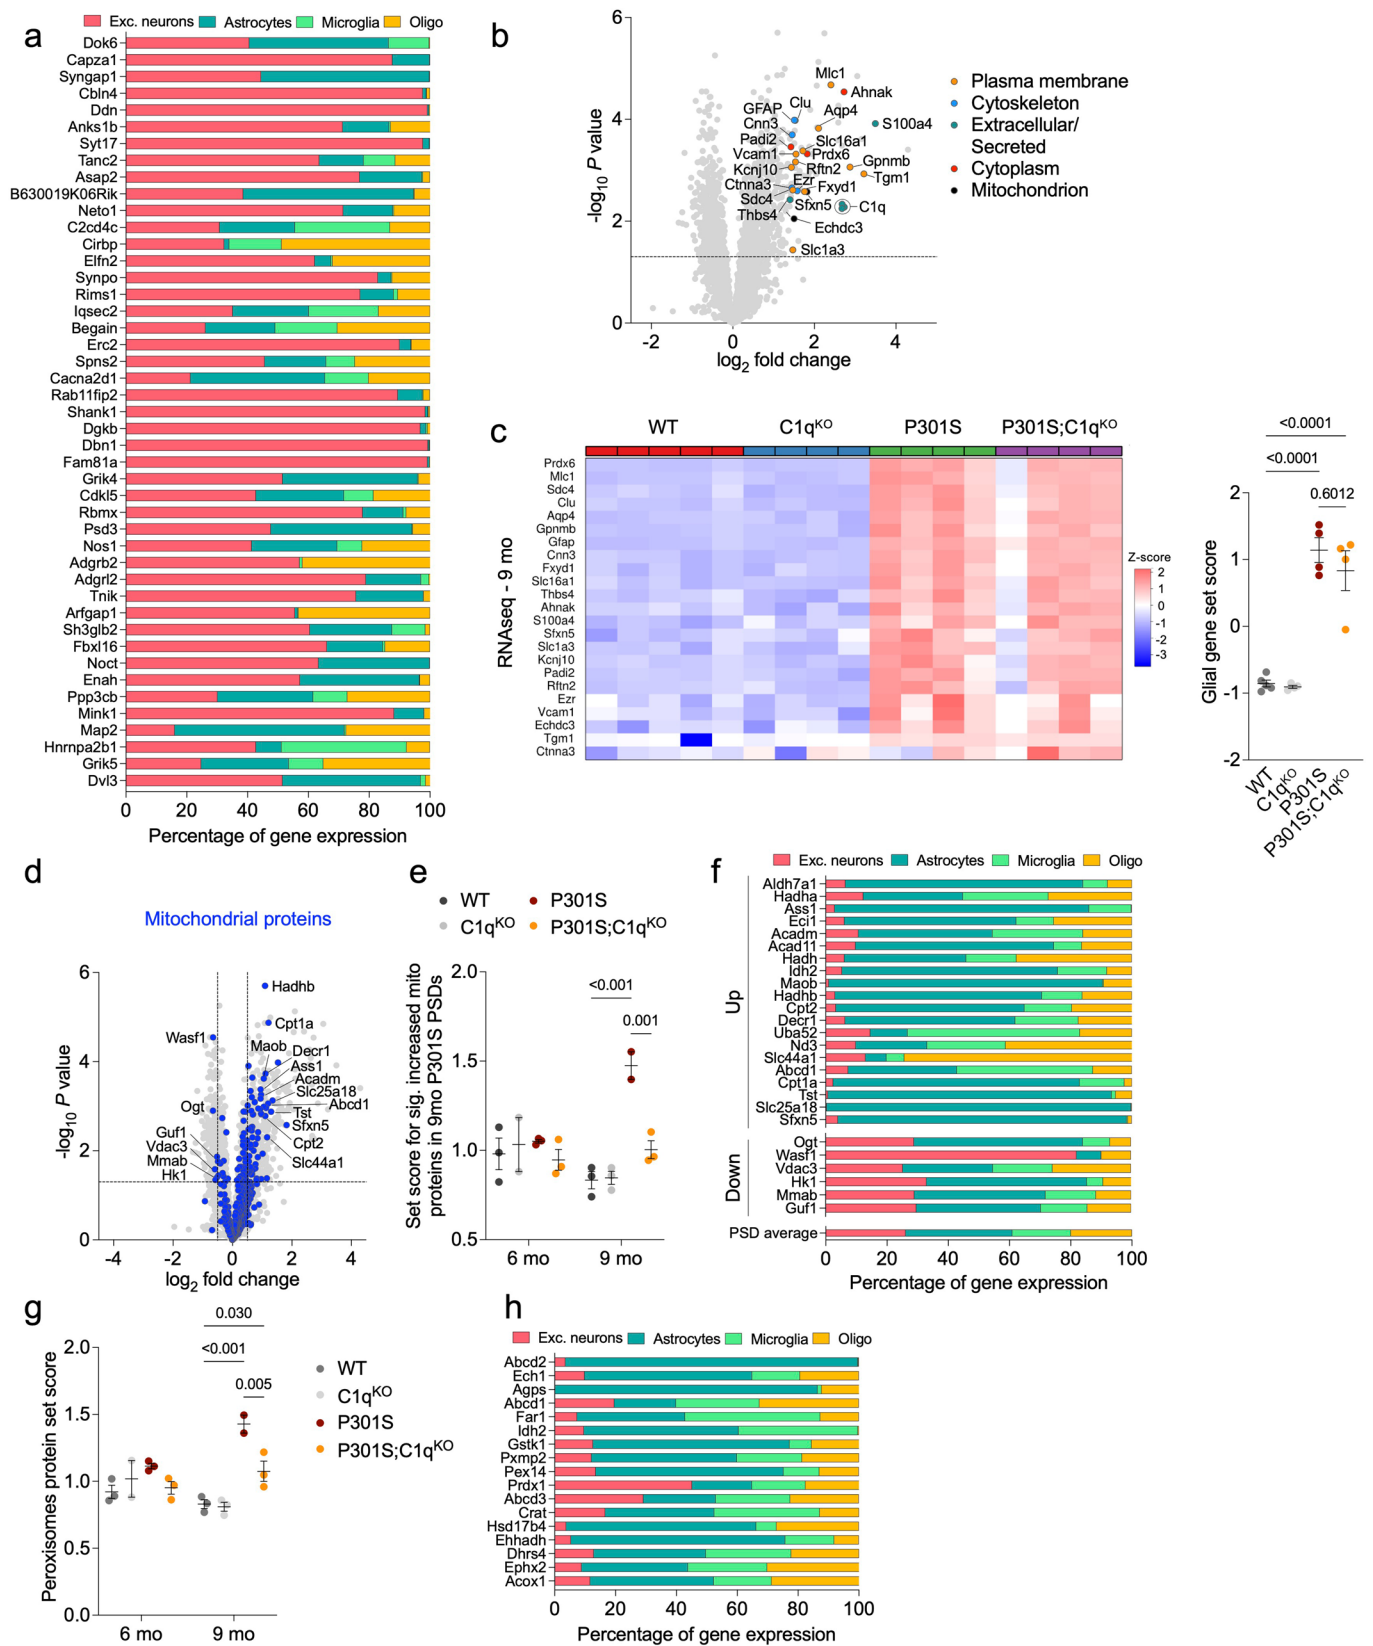 a
Exc. neurons Astrocytes Microglia Oligo
Dok6
Capza1
Syngap1
Cbln4
Ddn
Anks1b
Syt17
Tanc2
Asap2
B630019K06Rik
Neto1
C2cd4c
Cirbp
Elfn2
Synpo
Rims1
Iqsec2
Begain
Erc2
Spns2
Cacna2d1
Rab11fip2
Shank1
Dgkb
Dbn1
Fam81a
Grik4
Cdkl5
Rbmx
Psd3
Nos1
Adgrb2
Adgrl2
Tnik
Arfgap1
Sh3glb2
Fbxl16
Noct
Enah
Ppp3cb
Mink1
Map2
Hnrnpa2b1
Grik5
Dvl3
0 20 40 60 80 100
Percentage of gene expression
b
6
4
2
0
-log10 P value
-2 0 2 4
log2 fold change
Mlc1
Ahnak
Clu
GFAP
Aqp4
Cnn3
S100a4
Padi2
Slc16a1
Vcam1
Prdx6
Gpnmb
Kcnj10
Rftn2
Tgm1
Ctnna3
Ezr
Fxyd1
Sdc4
Sfxn5
C1q
Thbs4
Echdc3
Slc1a3
Plasma membrane
Cytoskeleton
Extracellular/
Secreted
Cytoplasm
Mitochondrion
c
WT C1qKO P301S P301S;C1qKO
RNAseq - 9 mo
Prdx6
Mlc1
Sdc4
Clu
Aqp4
Gpnmb
Gfap
Cnn3
Fxyd1
Slc16a1
Thbs4
Ahnak
S100a4
Sfxn5
Slc1a3
Kcnj10
Padi2
Rftn2
Ezr
Vcam1
Echdc3
Tgm1
Ctnna3
Z-score
2
1
0
-1
-2
-3
<0.0001
<0.0001
0.6012
Glial gene set score
2
1
0
-1
-2
WT
C1qKO
P301S
P301S;C1qKO
d
Mitochondrial proteins
6
4
2
0
-log10 P value
-4 -2 0 2 4
log2 fold change
Hadhb
Cpt1a
Wasf1
Maob
Decr1
Ass1
Acadm
Slc25a18
Abcd1
Ogt
Tst
Sfxn5
Guf1
Cpt2
Vdac3
Slc44a1
Mmab
Hk1
e
WT P301S
C1qKO P301S;C1qKO
Set score for sig. increased mito
proteins in 9mo P301S PSDs
2.0
1.5
1.0
0.5
<0.001
0.001
6 mo 9 mo
f
Exc. neurons Astrocytes Microglia Oligo
Up
Aldh7a1
Hadha
Ass1
Eci1
Acadm
Acad11
Hadh
Idh2
Maob
Hadhb
Cpt2
Decr1
Uba52
Nd3
Slc44a1
Abcd1
Cpt1a
Tst
Slc25a18
Sfxn5
Down
Ogt
Wasf1
Vdac3
Hk1
Mmab
Guf1
PSD average
0 20 40 60 80 100
Percentage of gene expression
g
Peroxisomes protein set score
2.0
1.5
1.0
0.5
0.0
0.030
<0.001
0.005
6 mo 9 mo
WT
C1qKO
P301S
P301S;C1qKO
h
Exc. neurons Astrocytes Microglia Oligo
Abcd2
Ech1
Agps
Abcd1
Far1
Idh2
Gstk1
Pxmp2
Pex14
Prdx1
Abcd3
Crat
Hsd17b4
Ehhadh
Dhrs4
Ephx2
Acox1
0 20 40 60 80 100
Percentage of gene expression